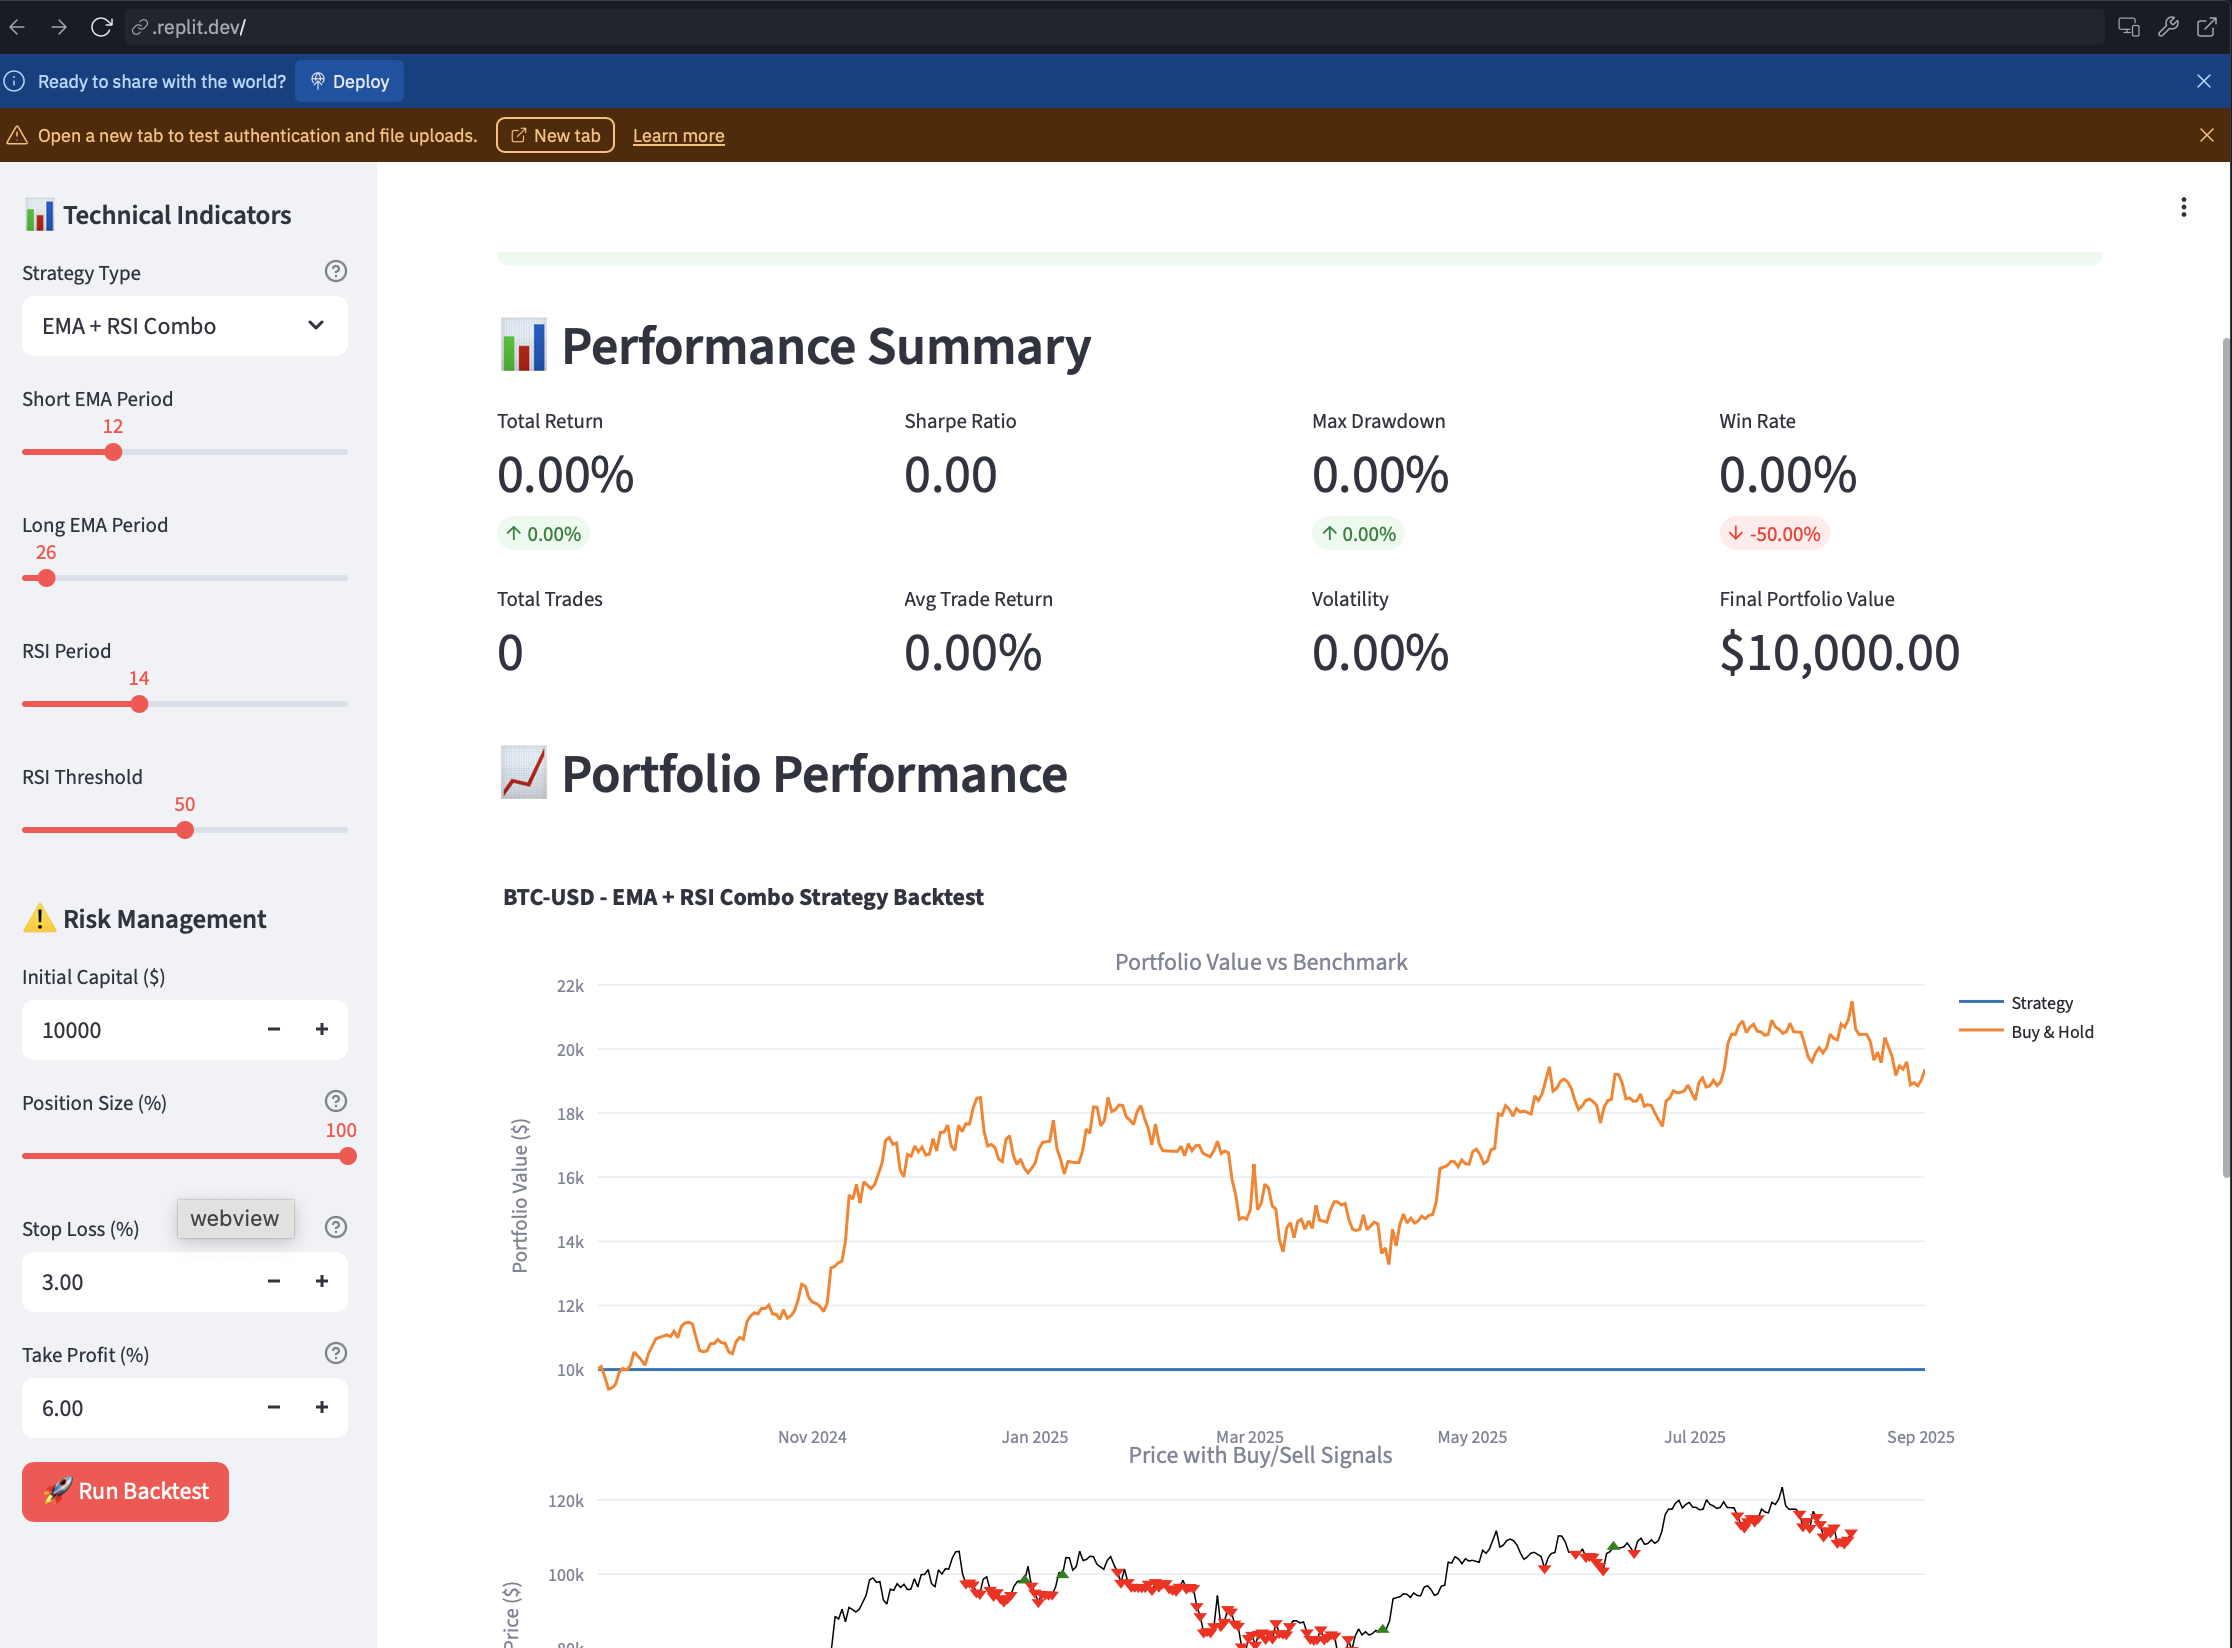 .replit.dev/
Ready to share with the world? Deploy
Open a new tab to test authentication and file uploads. New tab Learn more
Technical Indicators
Strategy Type
EMA + RSI Combo
Short EMA Period
12
Long EMA Period
26
RSI Period
14
RSI Threshold
50
Risk Management
Initial Capital ($)
10000
Position Size (%)
100
webview
Stop Loss (%)
3.00
Take Profit (%)
6.00
Run Backtest
Performance Summary
Total Return Sharpe Ratio Max Drawdown Win Rate
0.00% 0.00 0.00% 0.00%
0.00% 0.00% -50.00%
Total Trades Avg Trade Return Volatility Final Portfolio Value
0 0.00% 0.00% $10,000.00
Portfolio Performance
BTC-USD - EMA + RSI Combo Strategy Backtest
Portfolio Value vs Benchmark
Strategy
Buy & Hold
Portfolio Value ($)
22k
20k
18k
16k
14k
12k
10k
Nov 2024 Jan 2025 Mar 2025 May 2025 Jul 2025 Sep 2025
Price with Buy/Sell Signals
Price ($)
120k
100k
80k